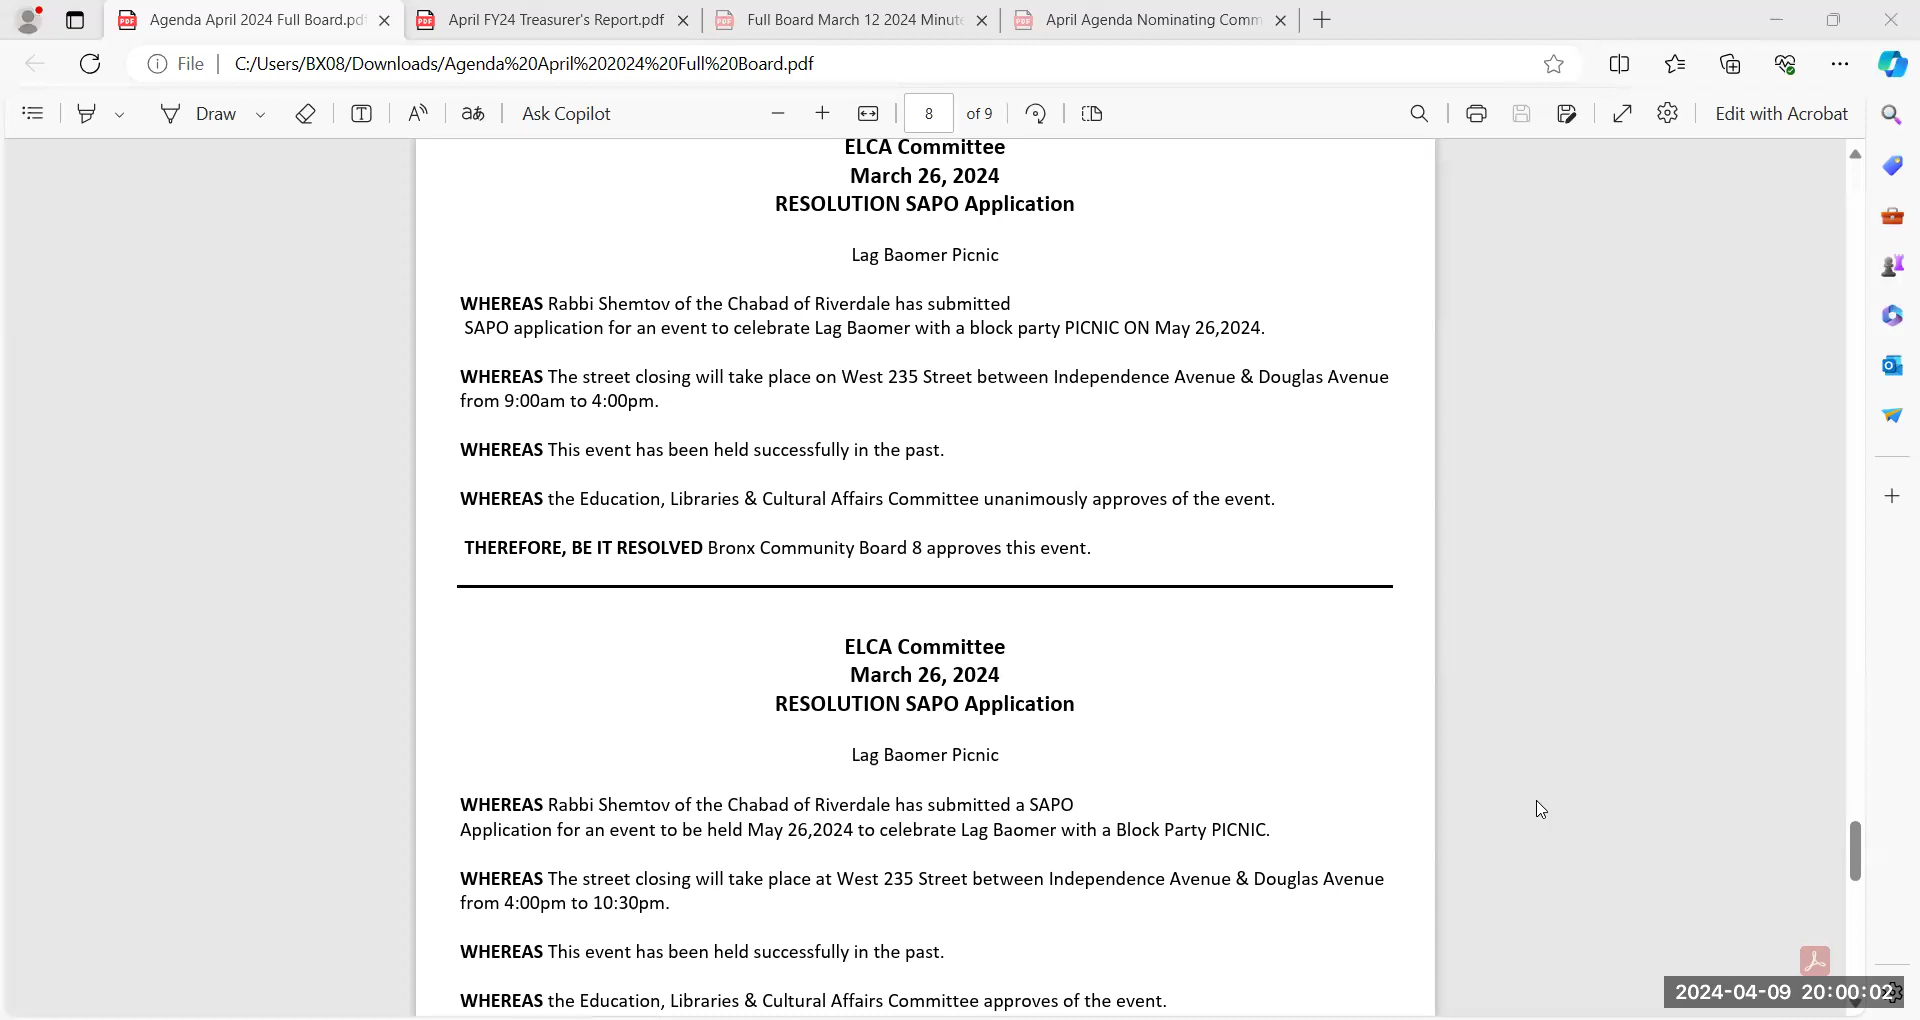 Agenda April 2024 Full Board.pdf
April FY24 Treasurer's Report.pdf
Full Board March 12 2024 Minut
April Agenda Nominating Comm
File
C:/Users/BX08/Downloads/Agenda%20April%202024%20Full%20Board.pdf
Draw
Ask Copilot
8
of 9
Edit with Acrobat
ELCA Committee
March 26, 2024
RESOLUTION SAPO Application
Lag Baomer Picnic
WHEREAS Rabbi Shemtov of the Chabad of Riverdale has submitted
SAPO application for an event to celebrate Lag Baomer with a block party PICNIC ON May 26,2024.
WHEREAS The street closing will take place on West 235 Street between Independence Avenue & Douglas Avenue
from 9:00am to 4:00pm.
WHEREAS This event has been held successfully in the past.
WHEREAS the Education, Libraries & Cultural Affairs Committee unanimously approves of the event.
THEREFORE, BE IT RESOLVED Bronx Community Board 8 approves this event.
ELCA Committee
March 26, 2024
RESOLUTION SAPO Application
Lag Baomer Picnic
WHEREAS Rabbi Shemtov of the Chabad of Riverdale has submitted a SAPO
Application for an event to be held May 26,2024 to celebrate Lag Baomer with a Block Party PICNIC.
WHEREAS The street closing will take place at West 235 Street between Independence Avenue & Douglas Avenue
from 4:00pm to 10:30pm.
WHEREAS This event has been held successfully in the past.
WHEREAS the Education, Libraries & Cultural Affairs Committee approves of the event.
2024-04-09 20:00:02